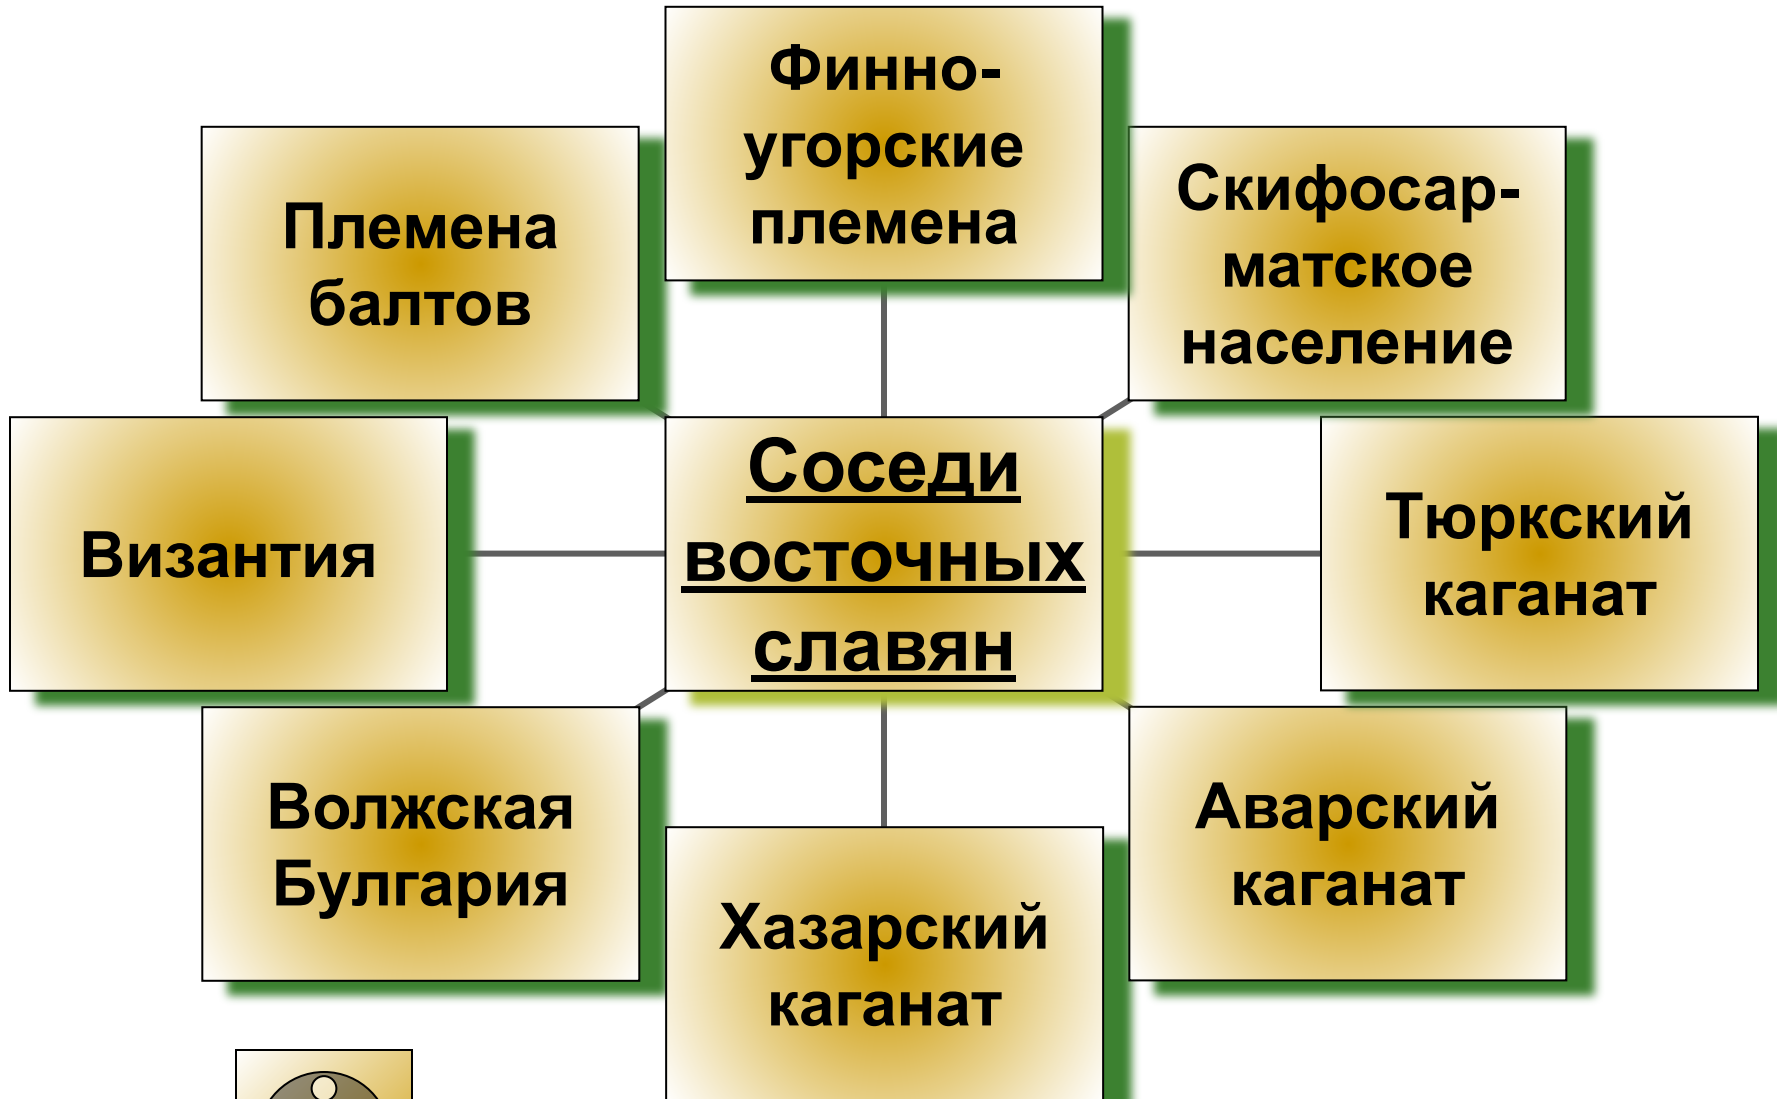 Финно-
угорские
племена
Племена
балтов
Скифосар-
матское
население
Византия
Соседи
восточных
славян
Тюркский
каганат
Волжская
Булгария
Аварский
каганат
Хазарский
каганат